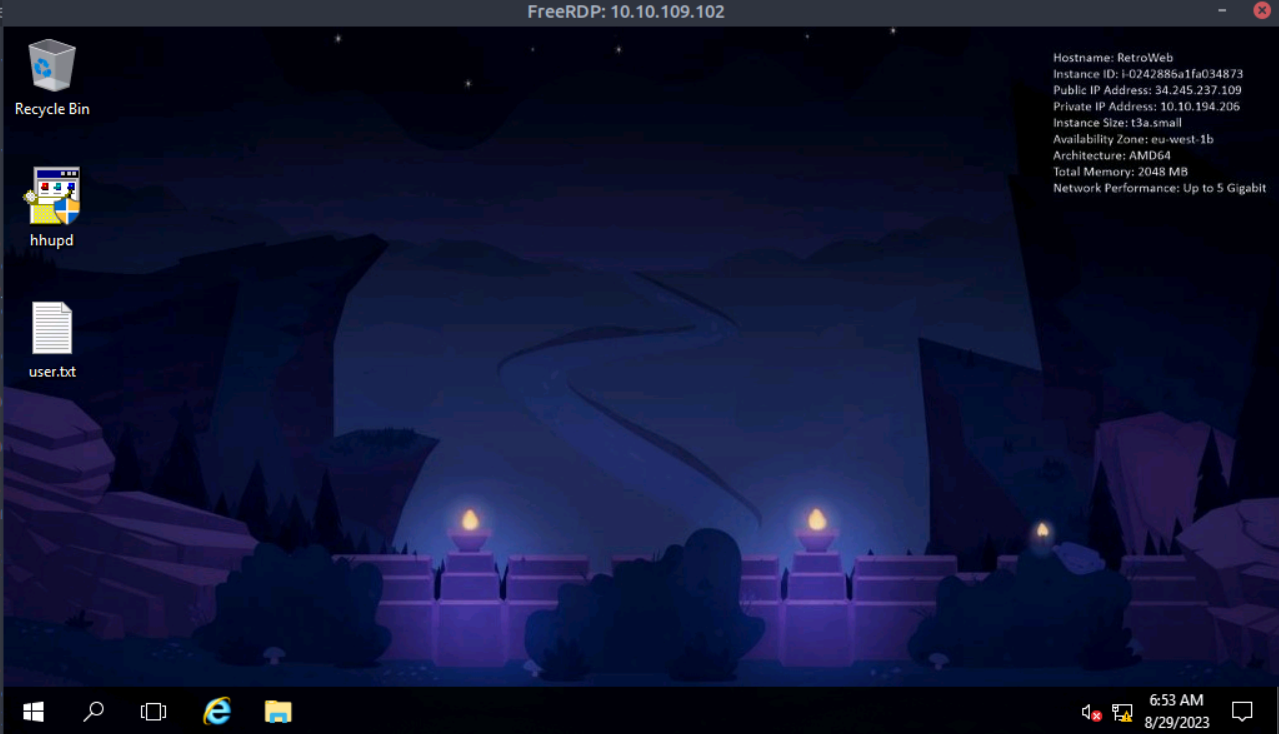 FreeRDP: 10.10.109.102
Recycle Bin
hhupd
user.txt
Hostname: RetroWeb
Instance ID: i-0242886a1fa034873
Public IP Address: 34.245.237.109
Private IP Address: 10.10.194.206
Instance Size: t3a.small
Availability Zone: eu-west-1b
Architecture: AMD64
Total Memory: 2048 MB
Network Performance: Up to 5 Gigabit
6:53 AM
8/29/2023